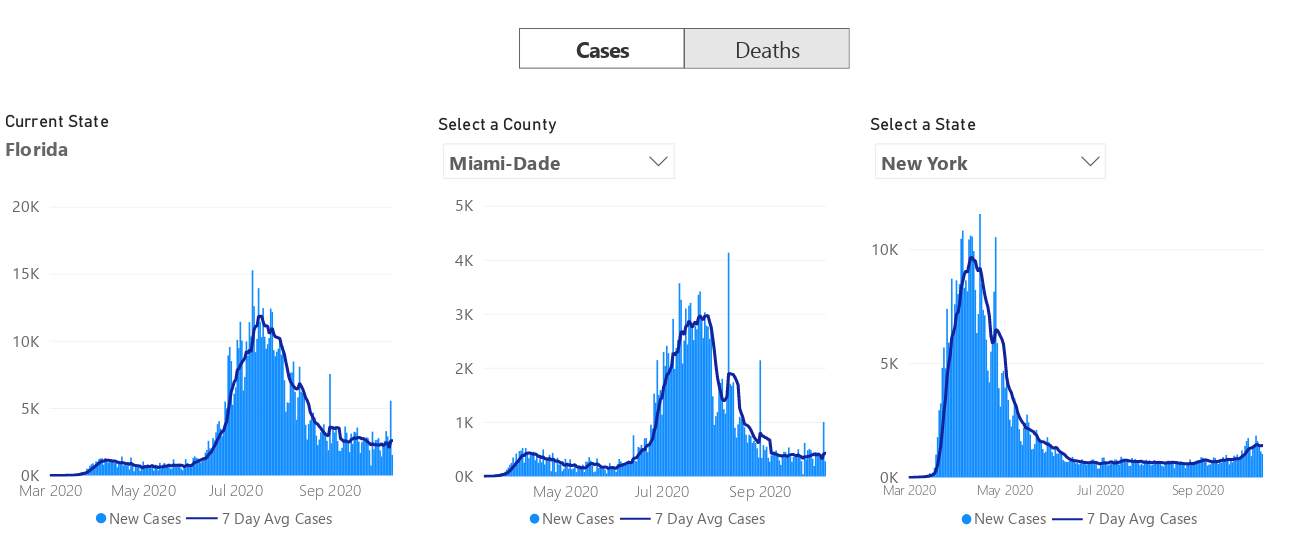 Cases Deaths
Current State
Florida
Select a County
Miami-Dade
Select a State
New York
20K
15K
10K
5K
0K
Mar 2020 May 2020 Jul 2020 Sep 2020
New Cases 7 Day Avg Cases
5K
4K
3K
2K
1K
0K
May 2020 Jul 2020 Sep 2020
New Cases 7 Day Avg Cases
10K
5K
0K
Mar 2020 May 2020 Jul 2020 Sep 2020
New Cases 7 Day Avg Cases